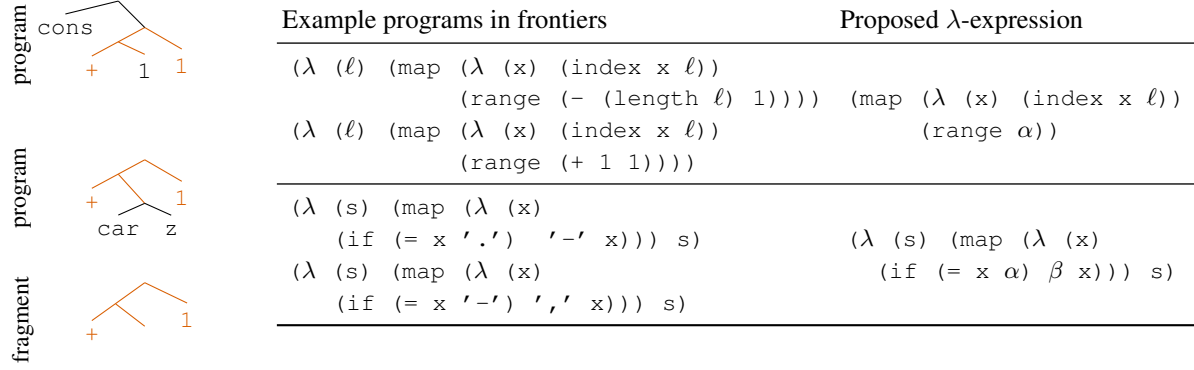 program
cons
+ 1 1
program
+ 1
car z
fragment
+ 1
Example programs in frontiers Proposed λ-expression
(λ (ℓ) (map (λ (x) (index x ℓ))
(range (- (length ℓ) 1)))) (map (λ (x) (index x ℓ))
(λ (ℓ) (map (λ (x) (index x ℓ)) (range α))
(range (+ 1 1))))
(λ (s) (map (λ (x)
(if (= x '.') '-' x))) s) (λ (s) (map (λ (x)
(λ (s) (map (λ (x) (if (= x α) β x))) s)
(if (= x '-') ',' x))) s)